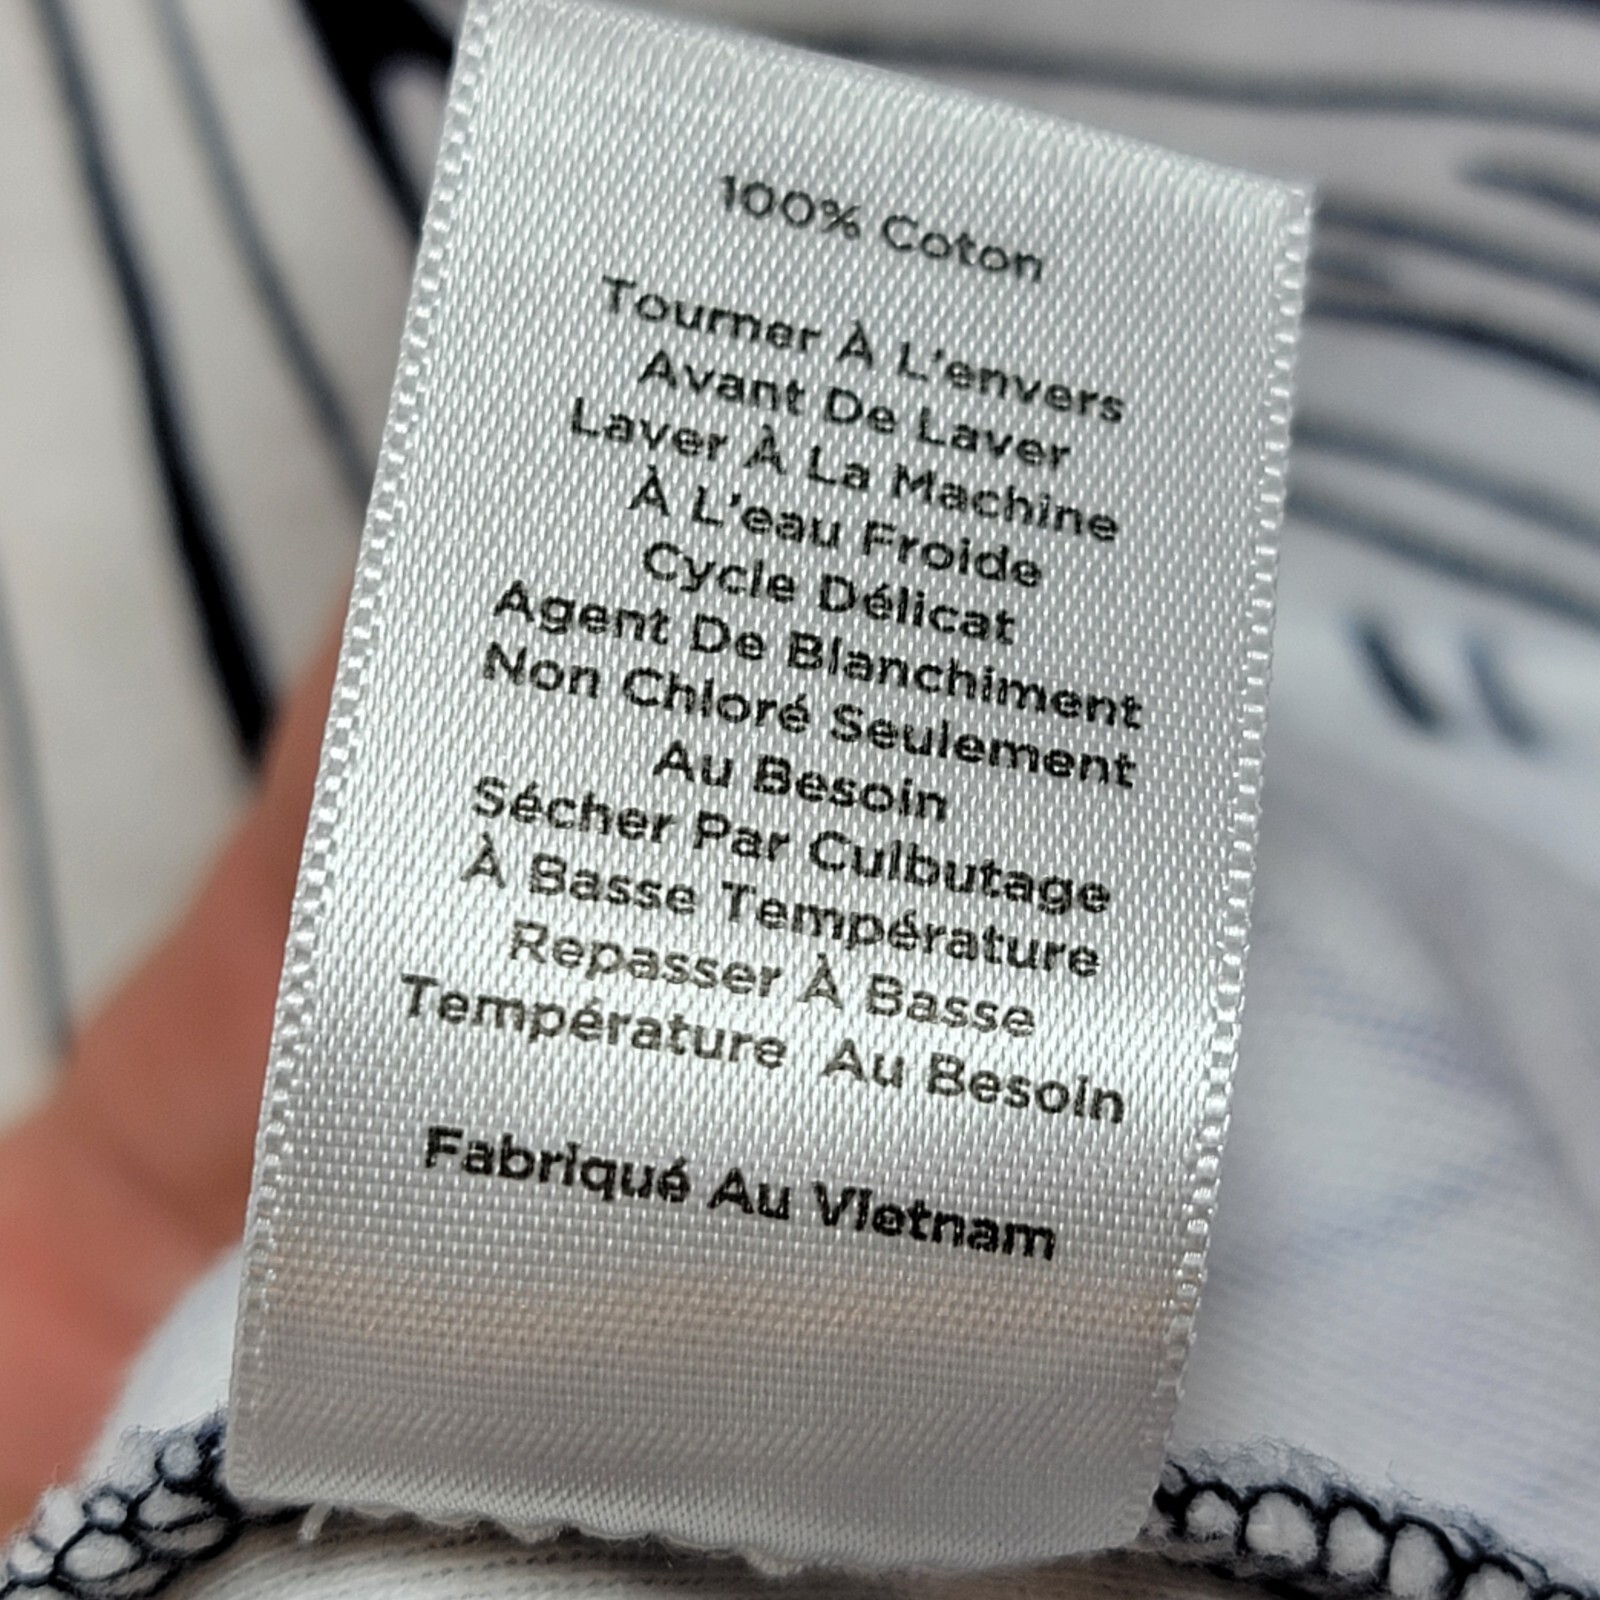 100% Coton
Tourner À L'envers
Avant De Laver
Laver À La Machine
À L'eau Froide
Cycle Délicat
Agent De Blanchiment
Non Chloré Seulement
Au Besoin
Sécher Par Culbutage
À Basse Température
Repasser À Basse
Température Au Besoin
Fabriqué Au Vietnam